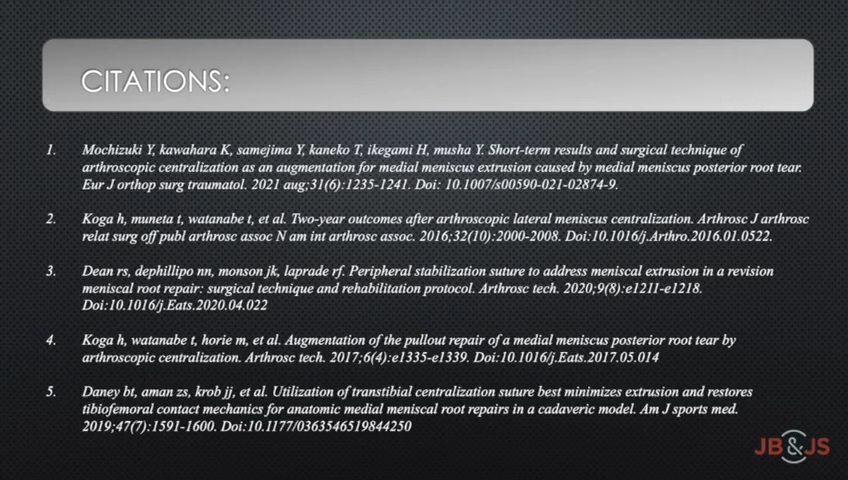 CITATIONS:
1. Mochizuki Y, kawahara K, samejima Y, kaneko T, ikegami H, musha Y. Short-term results and surgical technique of
arthroscopic centralization as an augmentation for medial meniscus extrusion caused by medial meniscus posterior root tear.
Eur J orthop surg traumatol. 2021 aug;31(6):1235-1241. Doi: 10.1007/s00590-021-02874-9.
2. Koga h, muneta t, watanabe t, et al. Two-year outcomes after arthroscopic lateral meniscus centralization. Arthrosc J arthrosc
relat surg off publ arthrosc assoc N am int arthrosc assoc. 2016;32(10):2000-2008. Doi:10.1016/j.Arthro.2016.01.0522.
3. Dean rs, dephillipo nn, monson jk, laprade rf. Peripheral stabilization suture to address meniscal extrusion in a revision
meniscal root repair: surgical technique and rehabilitation protocol. Arthrosc tech. 2020;9(8):e1211-e1218.
Doi:10.1016/j.Eats.2020.04.022
4. Koga h, watanabe t, horie m, et al. Augmentation of the pullout repair of a medial meniscus posterior root tear by
arthroscopic centralization. Arthrosc tech. 2017;6(4):e1335-e1339. Doi:10.1016/j.Eats.2017.05.014
5. Daney bt, aman zs, krob jj, et al. Utilization of transtibial centralization suture best minimizes extrusion and restores
tibiofemoral contact mechanics for anatomic medial meniscal root repairs in a cadaveric model. Am J sports med.
2019;47(7):1591-1600. Doi:10.1177/0363546519844250
JB&JS